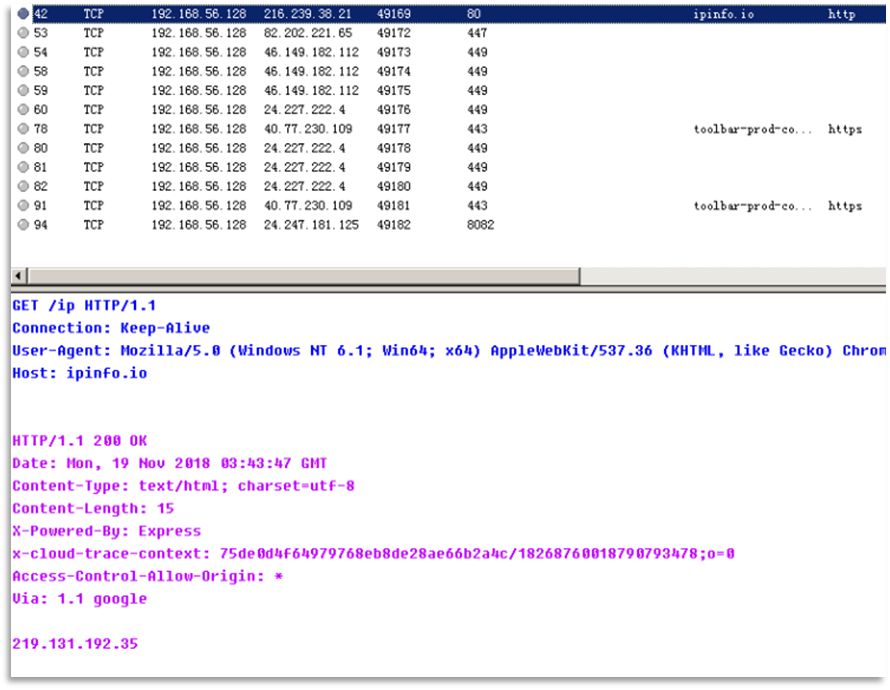 42 TCP 192.168.56.128 216.239.38.21 49169 80 ipinfo.io http
53 TCP 192.168.56.128 82.202.221.65 49172 447
54 TCP 192.168.56.128 46.149.182.112 49173 449
58 TCP 192.168.56.128 46.149.182.112 49174 449
59 TCP 192.168.56.128 46.149.182.112 49175 449
60 TCP 192.168.56.128 24.227.222.4 49176 449
78 TCP 192.168.56.128 40.77.230.109 49177 443 toolbar-prod-co... https
80 TCP 192.168.56.128 24.227.222.4 49178 449
81 TCP 192.168.56.128 24.227.222.4 49179 449
82 TCP 192.168.56.128 24.227.222.4 49180 449
91 TCP 192.168.56.128 40.77.230.109 49181 443 toolbar-prod-co... https
94 TCP 192.168.56.128 24.247.181.125 49182 8082
GET /ip HTTP/1.1
Connection: Keep-Alive
User-Agent: Mozilla/5.0 (Windows NT 6.1; Win64; x64) AppleWebKit/537.36 (KHTML, like Gecko) Chrom
Host: ipinfo.io
HTTP/1.1 200 OK
Date: Mon, 19 Nov 2018 03:43:47 GMT
Content-Type: text/html; charset=utf-8
Content-Length: 15
X-Powered-By: Express
x-cloud-trace-context: 75de0d4f64979768eb8de28ae66b2a4c/18268760018790793478;o=0
Access-Control-Allow-Origin: *
Via: 1.1 google
219.131.192.35